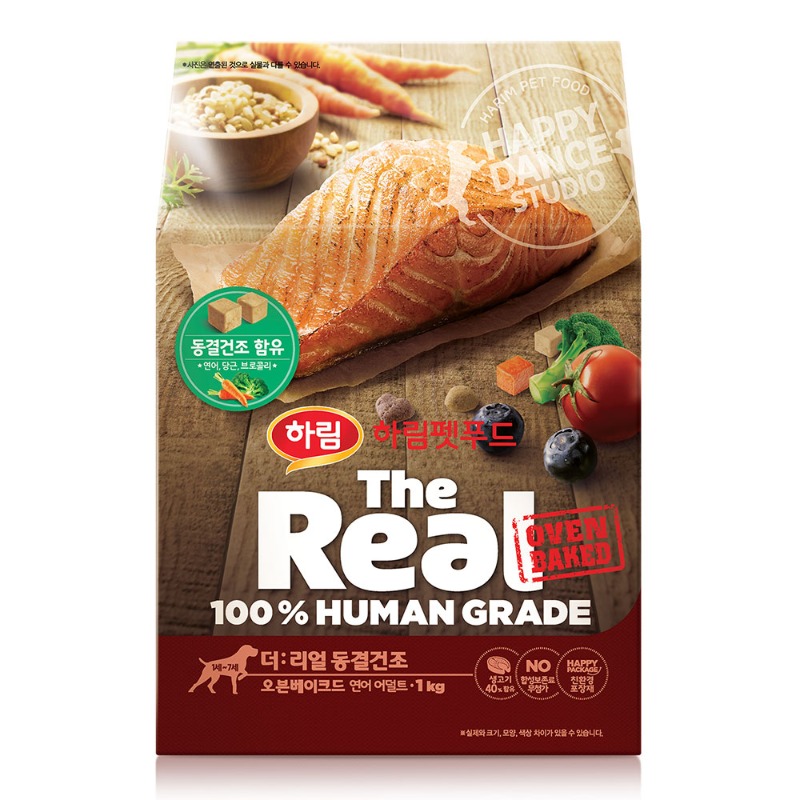 *사진은 연출된 것으로 실물과 다를 수 있습니다.
HARIM PET FOOD
HAPPY
DANCE
STUDIO
동결건조 함유
*연어, 당근, 브로콜리*
하림 하림펫푸드
The
Real
OVEN
BAKED
100% HUMAN GRADE
1세~7세
더:리얼 동결건조
오븐베이크드 연어 어덜트·1kg
생고기
40% 함유
NO
합성보존료
무첨가
HAPPY
PACKAGE
친환경
포장재
※실제와 크기, 모양, 색상 차이가 있을 수 있습니다.